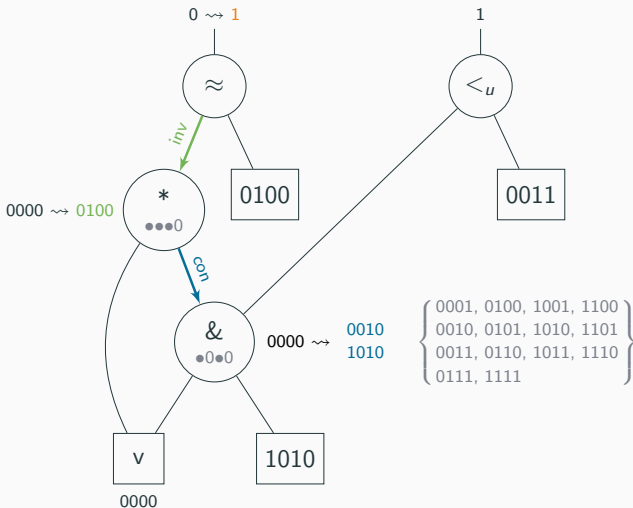 0 ⇝ 1
1
≈
<u
inv
0100
0011
*
●●●0
0000 ⇝ 0100
con
&
●0●0
0000 ⇝ 0010
1010
0001, 0100, 1001, 1100
0010, 0101, 1010, 1101
0011, 0110, 1011, 1110
0111, 1111
v
1010
0000